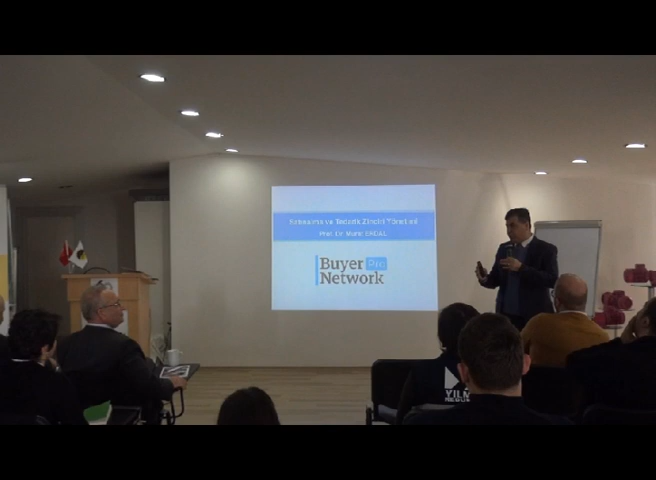 Satınalma ve Tedarik Zinciri Yönetimi
Prof. Dr. Murat ERDAL
Buyer Pro
Network
YILM